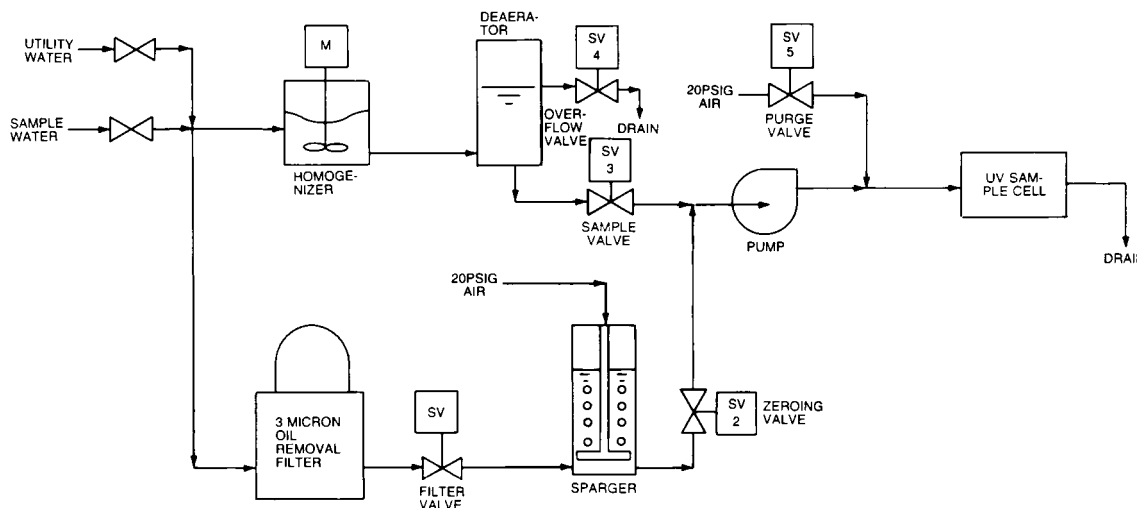 DEAERA-
TOR
SV
4
SV
5
UTILITY
WATER
M
20PSIG
AIR
PURGE
VALVE
SAMPLE
WATER
OVER-
FLOW
VALVE
DRAIN
HOMOGE-
NIZER
SV
3
SAMPLE
VALVE
PUMP
UV SAM-
PLE CELL
DRAIN
20PSIG
AIR
3 MICRON
OIL
REMOVAL
FILTER
SV
FILTER
VALVE
SPARGER
SV
2
ZEROING
VALVE